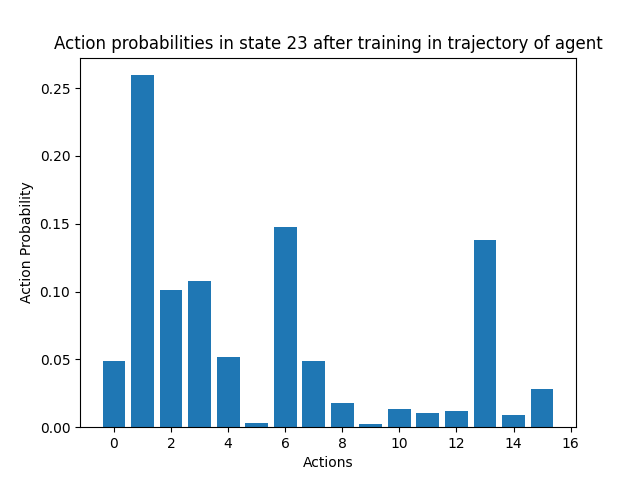 Action probabilities in state 23 after training in trajectory of agent
0.25
0.20
0.15
0.10
0.05
0.00
Action Probability
0 2 4 6 8 10 12 14 16
Actions